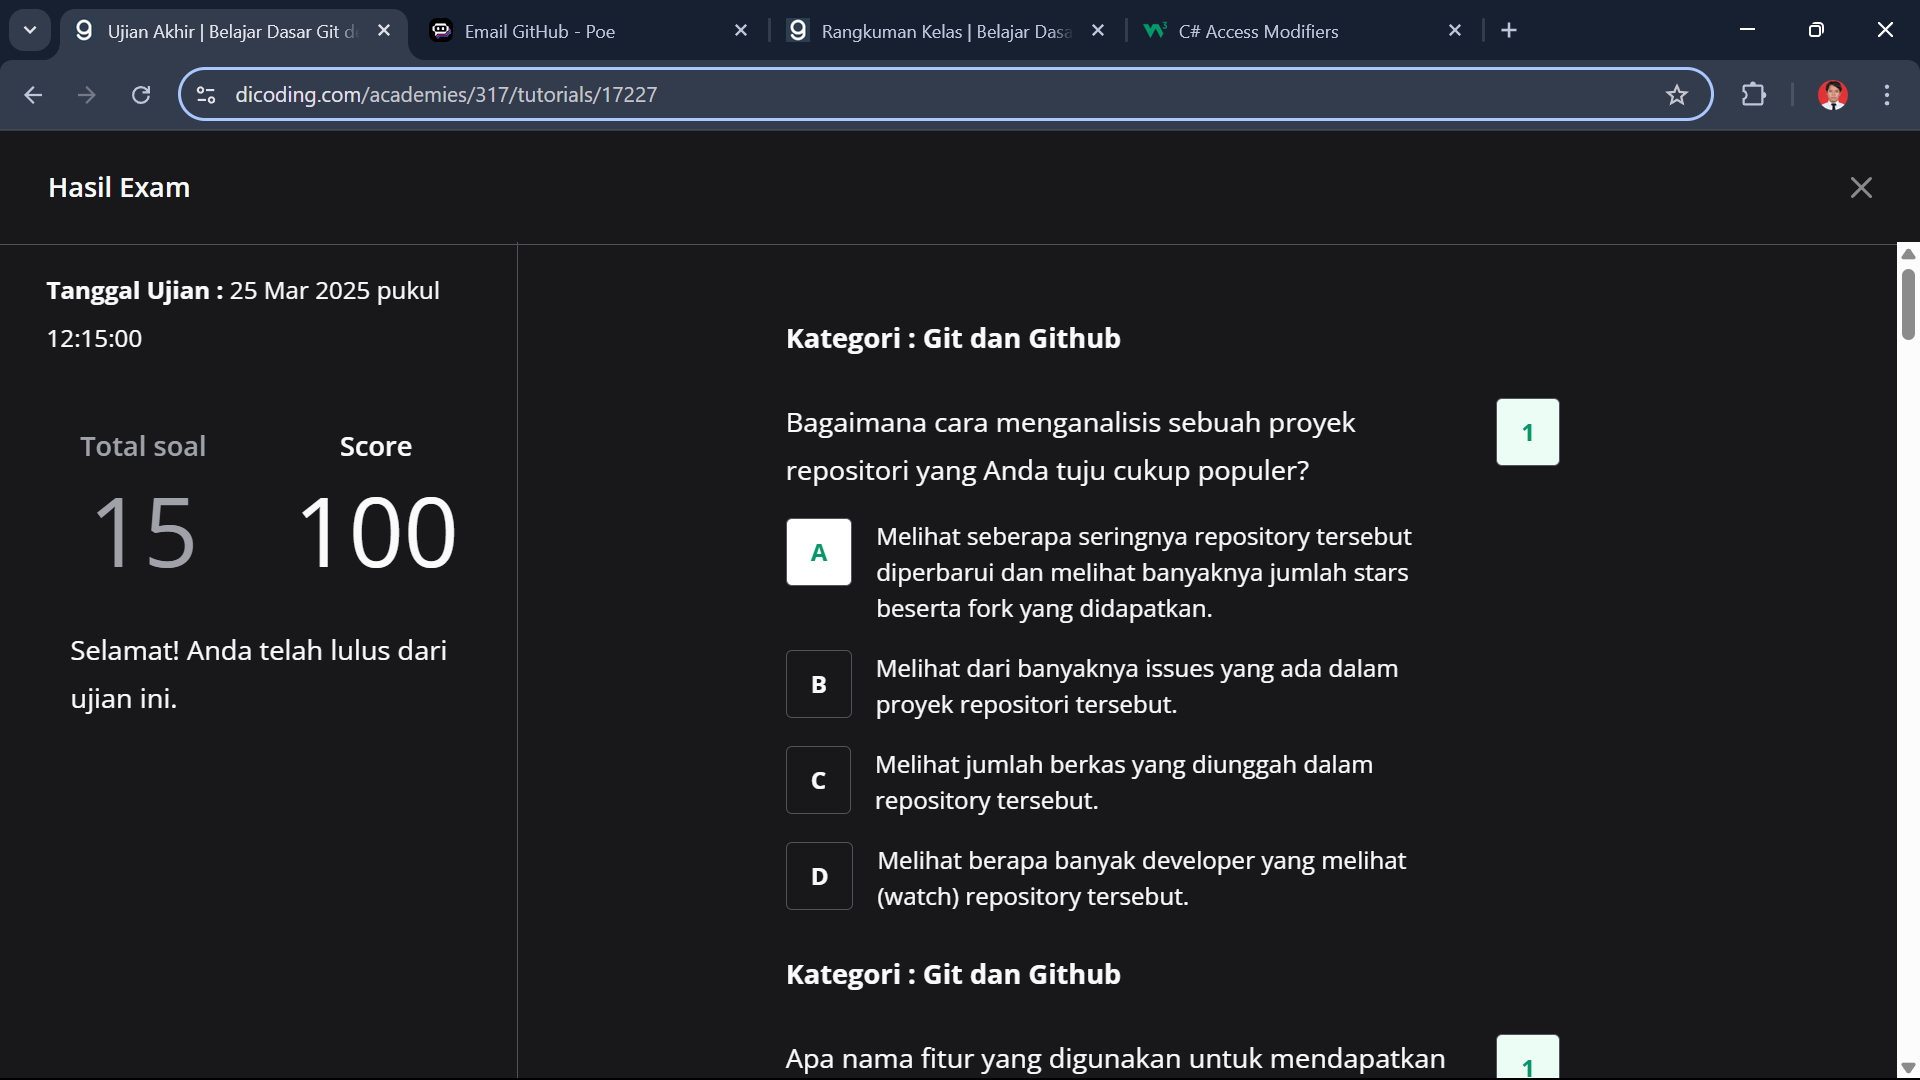 Ujian Akhir | Belajar Dasar Git d
Email GitHub - Poe
Rangkuman Kelas | Belajar Dasa
C# Access Modifiers
dicoding.com/academies/317/tutorials/17227
Hasil Exam
Tanggal Ujian : 25 Mar 2025 pukul
12:15:00
Total soal
Score
15
100
Selamat! Anda telah lulus dari
ujian ini.
Kategori : Git dan Github
Bagaimana cara menganalisis sebuah proyek
repositori yang Anda tuju cukup populer?
1
A
Melihat seberapa seringnya repository tersebut
diperbarui dan melihat banyaknya jumlah stars
beserta fork yang didapatkan.
B
Melihat dari banyaknya issues yang ada dalam
proyek repositori tersebut.
C
Melihat jumlah berkas yang diunggah dalam
repository tersebut.
D
Melihat berapa banyak developer yang melihat
(watch) repository tersebut.
Kategori : Git dan Github
Apa nama fitur yang digunakan untuk mendapatkan
1